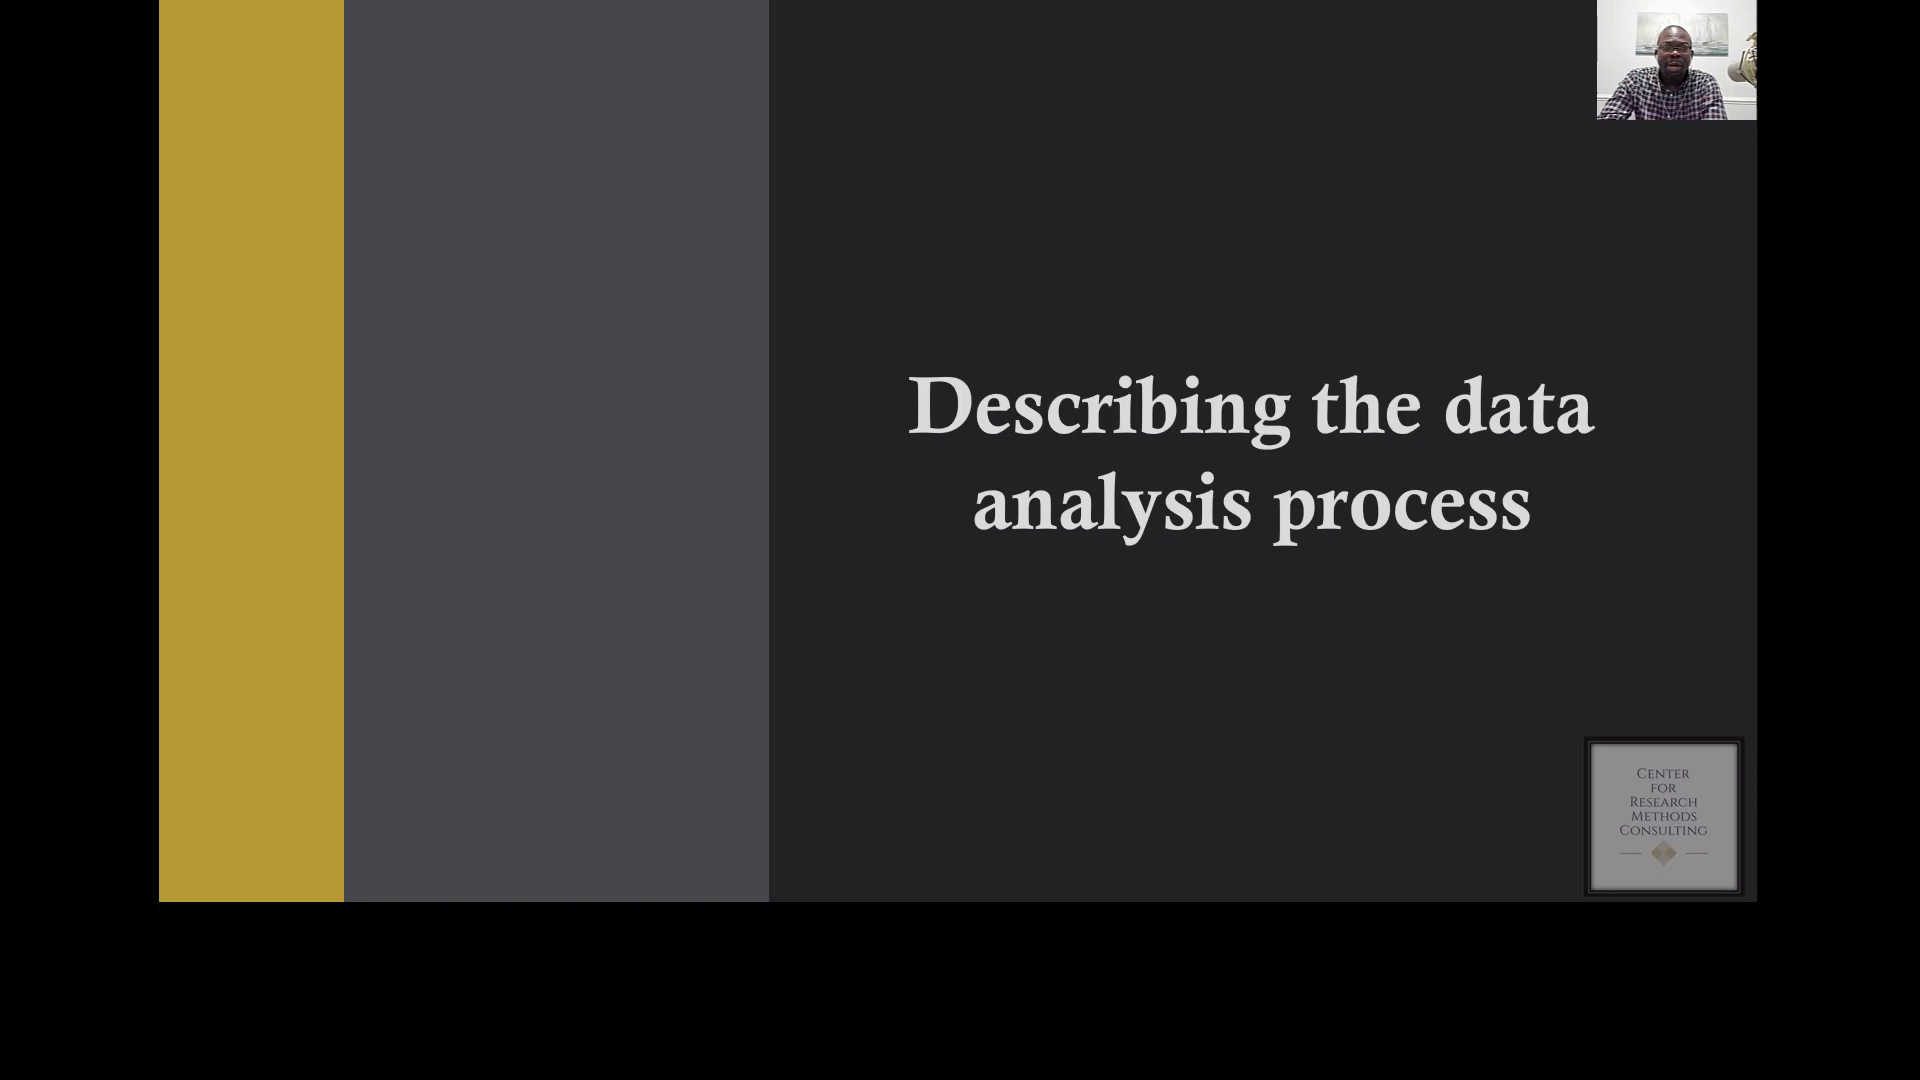 Describing the data
analysis process
CENTER
FOR
RESEARCH
METHODS
CONSULTING